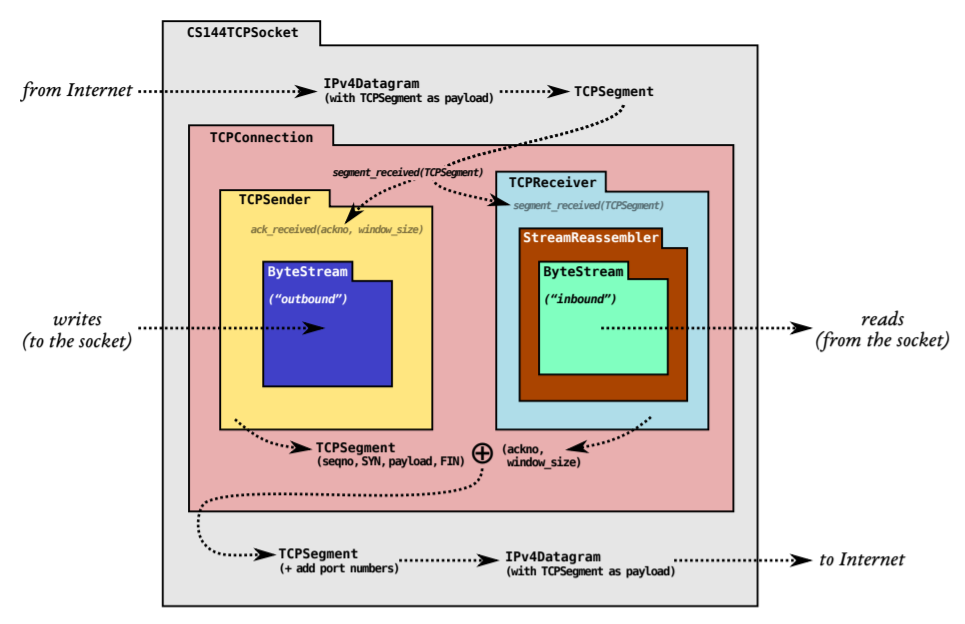 CS144TCPSocket
from Internet
IPv4Datagram
(with TCPSegment as payload)
TCPSegment
TCPConnection
segment_received(TCPSegment)
TCPSender
ack_received(ackno, window_size)
ByteStream
(“outbound”)
TCPReceiver
segment_received(TCPSegment)
StreamReassembler
ByteStream
(“inbound”)
writes
(to the socket)
reads
(from the socket)
TCPSegment
(seqno, SYN, payload, FIN)
(ackno,
window_size)
TCPSegment
(+ add port numbers)
IPv4Datagram
(with TCPSegment as payload)
to Internet